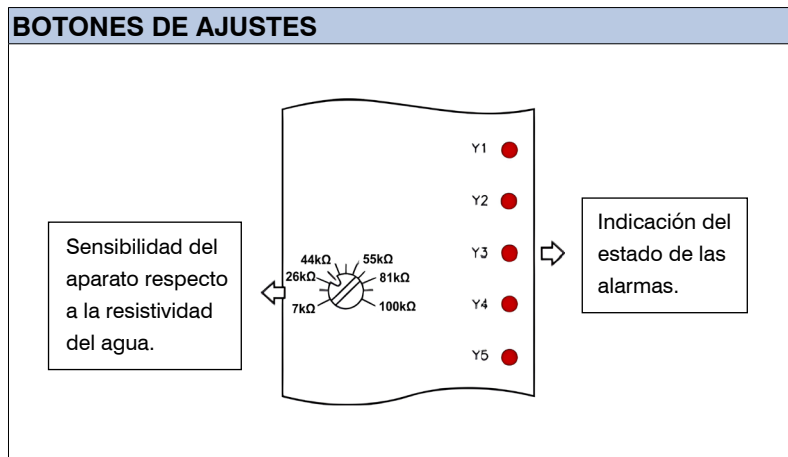 BOTONES DE AJUSTES
Sensibilidad del
aparato respecto
a la resistividad
del agua.
44kΩ
55kΩ
26kΩ
81kΩ
7kΩ
100kΩ
Y1
Y2
Y3
Y4
Y5
Indicación del
estado de las
alarmas.